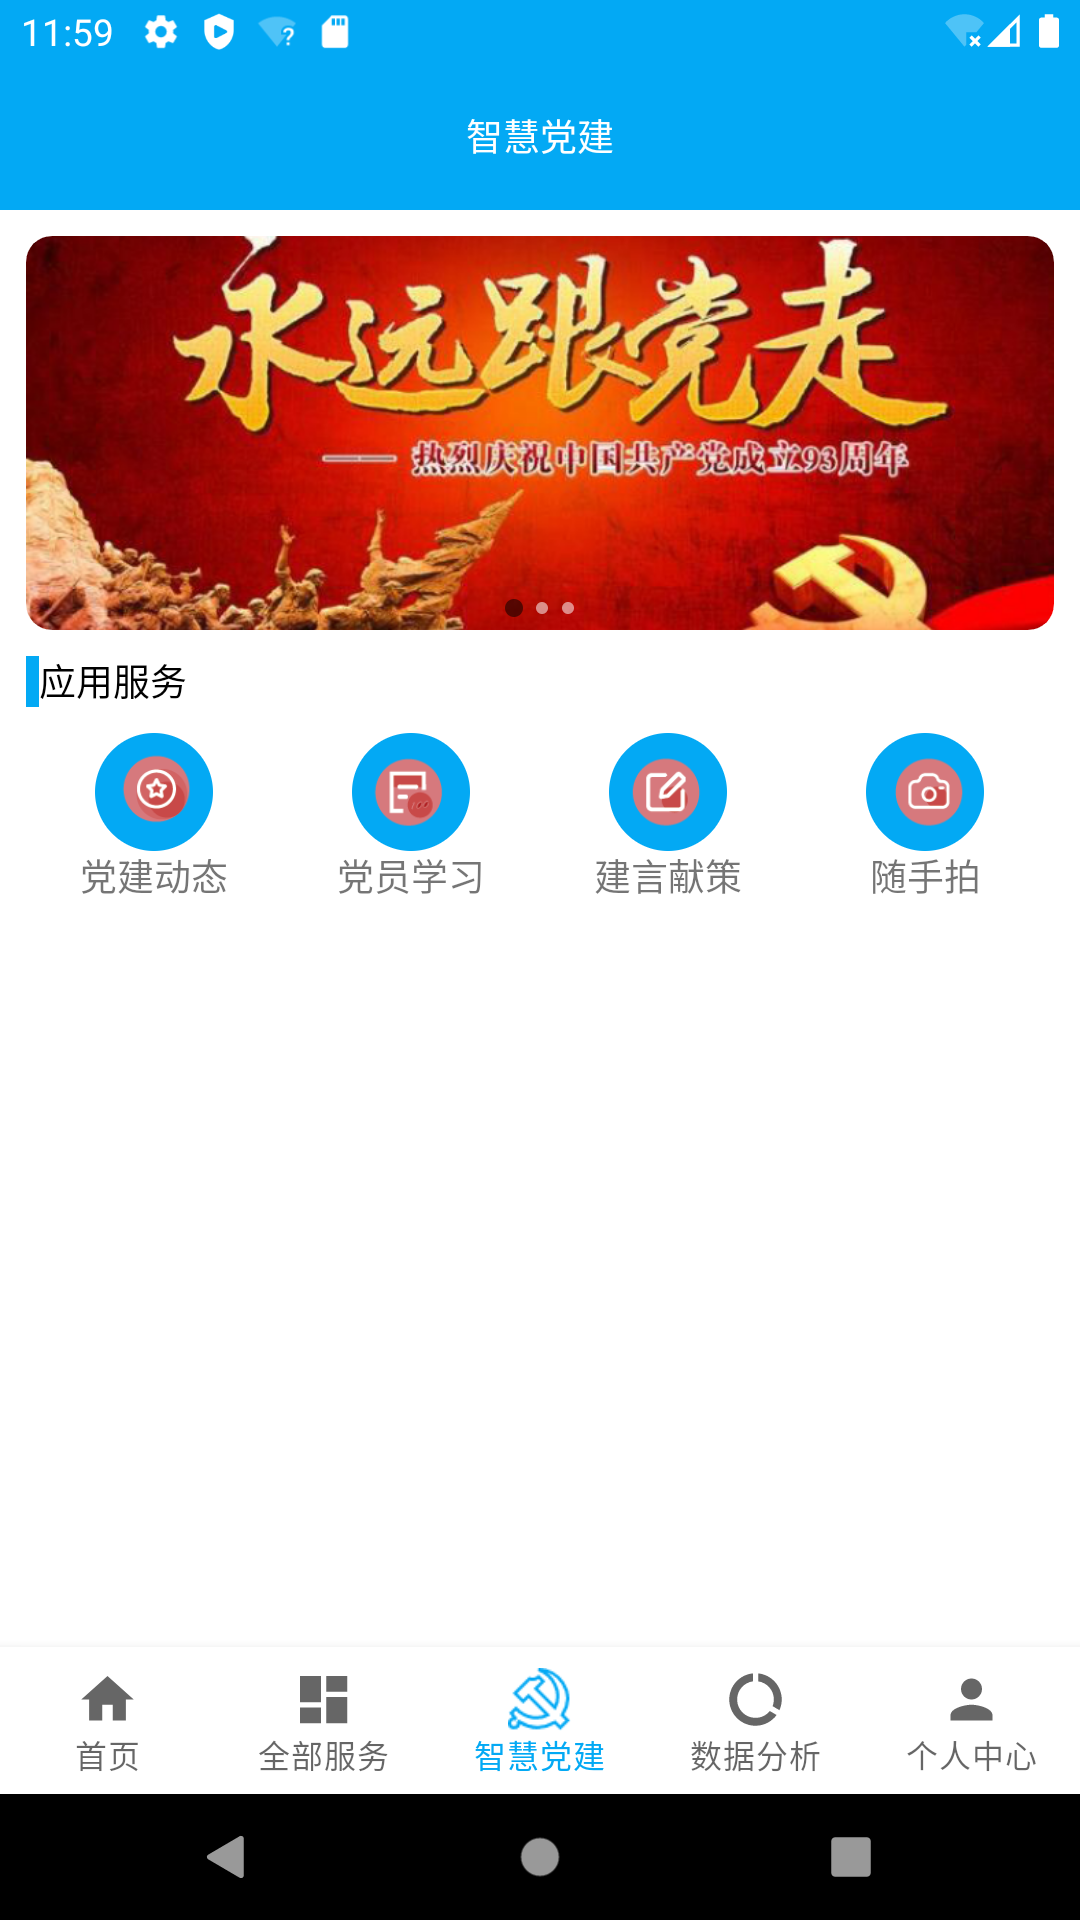 11:59
智慧党建
永远跟党走
—— 热烈庆祝中国共产党成立93周年
应用服务
党建动态
党员学习
建言献策
随手拍
首页
全部服务
智慧党建
数据分析
个人中心